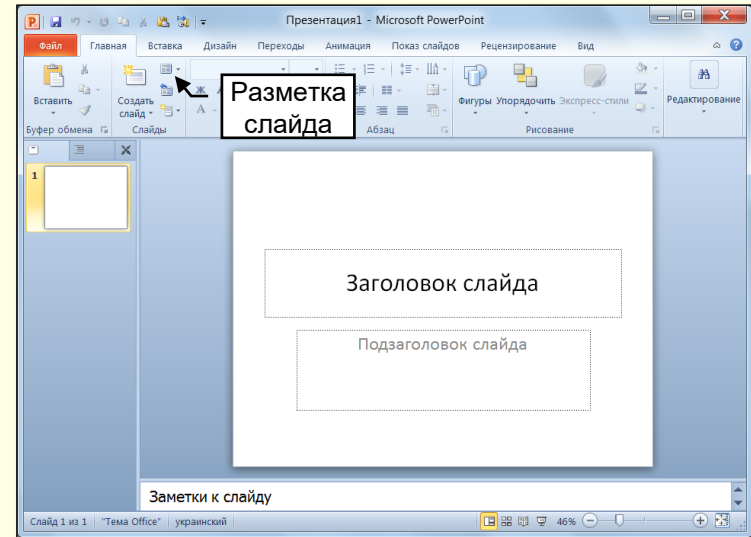 Презентация1 - Microsoft PowerPoint
Файл Главная Вставка Дизайн Переходы Анимация Показ слайдов Рецензирование Вид
Вставить
Создать слайд
Ж
А
Фигуры Упорядочить Экспресс-стили
Редактирование
Буфер обмена Слайды Абзац Рисование
Разметка
слайда
1
Заголовок слайда
Подзаголовок слайда
Заметки к слайду
Слайд 1 из 1 "Тема Office" украинский 46%